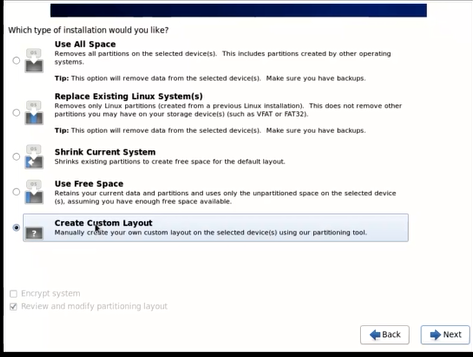 Which type of installation would you like?
Use All Space
Removes all partitions on the selected device(s). This includes partitions created by other operating
systems.
Tip: This option will remove data from the selected device(s). Make sure you have backups.
Replace Existing Linux System(s)
Removes only Linux partitions (created from a previous Linux installation). This does not remove other
partitions you may have on your storage device(s) (such as VFAT or FAT32).
Tip: This option will remove data from the selected device(s). Make sure you have backups.
Shrink Current System
Shrinks existing partitions to create free space for the default layout.
Use Free Space
Retains your current data and partitions and uses only the unpartitioned space on the selected device
(s), assuming you have enough free space available.
Create Custom Layout
Manually create your own custom layout on the selected device(s) using our partitioning tool.
Encrypt system
Review and modify partitioning layout
Back
Next